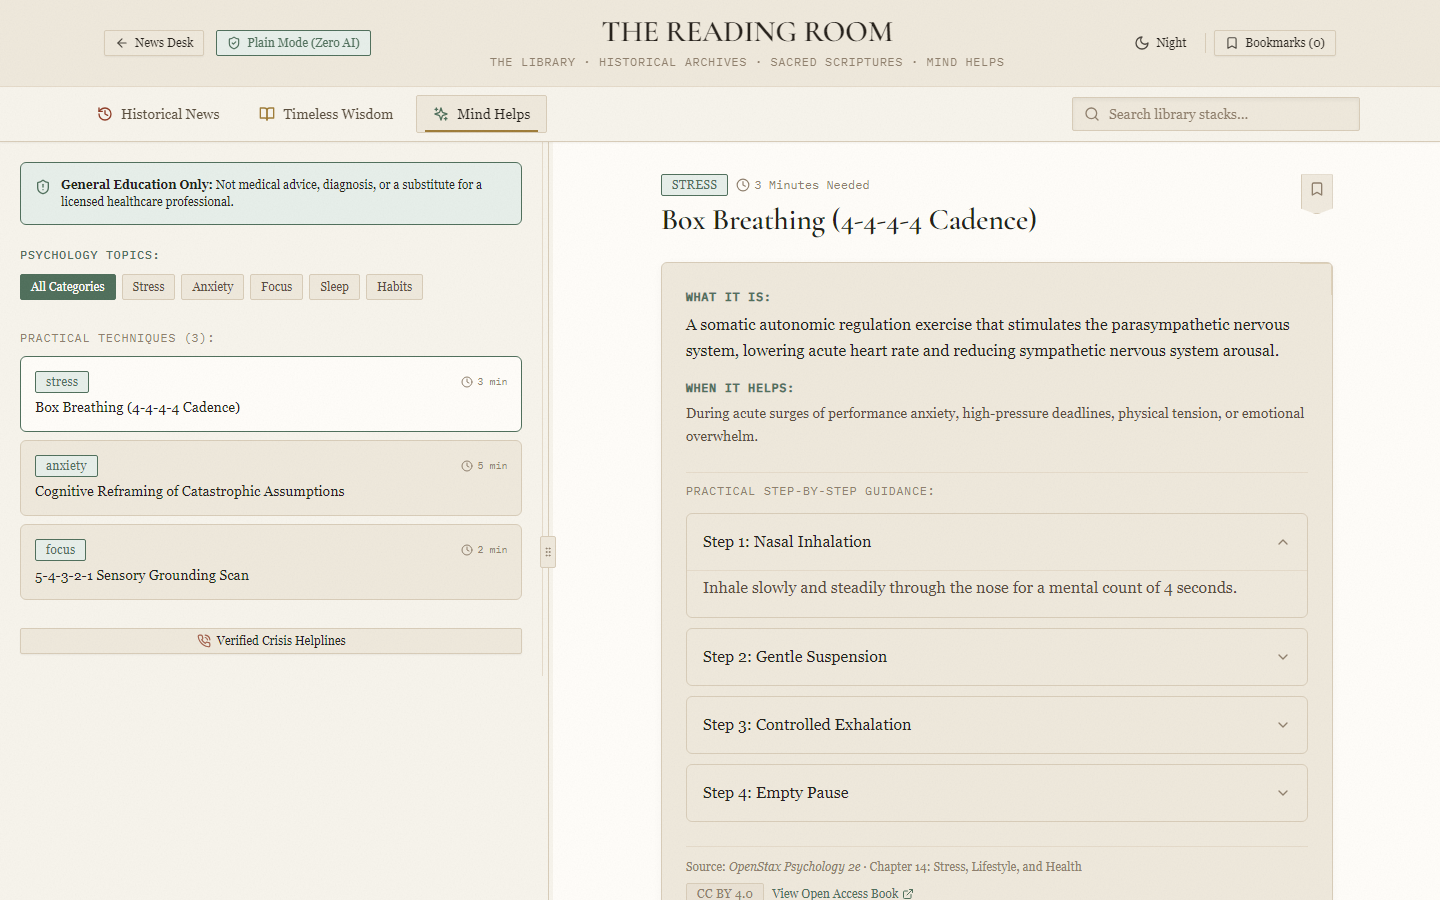 News Desk
Plain Mode (Zero AI)
THE READING ROOM
THE LIBRARY · HISTORICAL ARCHIVES · SACRED SCRIPTURES · MIND HELPS
Night
Bookmarks (0)
Historical News
Timeless Wisdom
Mind Helps
Search library stacks...
General Education Only: Not medical advice, diagnosis, or a substitute for a
licensed healthcare professional.
PSYCHOLOGY TOPICS:
All Categories
Stress
Anxiety
Focus
Sleep
Habits
PRACTICAL TECHNIQUES (3):
stress
3 min
Box Breathing (4-4-4-4 Cadence)
anxiety
5 min
Cognitive Reframing of Catastrophic Assumptions
focus
2 min
5-4-3-2-1 Sensory Grounding Scan
Verified Crisis Helplines
STRESS
3 Minutes Needed
Box Breathing (4-4-4-4 Cadence)
WHAT IT IS:
A somatic autonomic regulation exercise that stimulates the parasympathetic nervous
system, lowering acute heart rate and reducing sympathetic nervous system arousal.
WHEN IT HELPS:
During acute surges of performance anxiety, high-pressure deadlines, physical tension, or emotional
overwhelm.
PRACTICAL STEP-BY-STEP GUIDANCE:
Step 1: Nasal Inhalation
Inhale slowly and steadily through the nose for a mental count of 4 seconds.
Step 2: Gentle Suspension
Step 3: Controlled Exhalation
Step 4: Empty Pause
Source: OpenStax Psychology 2e · Chapter 14: Stress, Lifestyle, and Health
CC BY 4.0
View Open Access Book